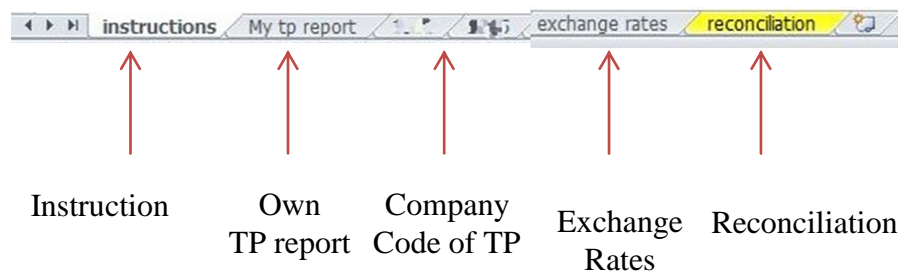 instructions My tp report exchange rates reconciliation
Instruction Own Company Exchange Reconciliation
TP report Code of TP Rates